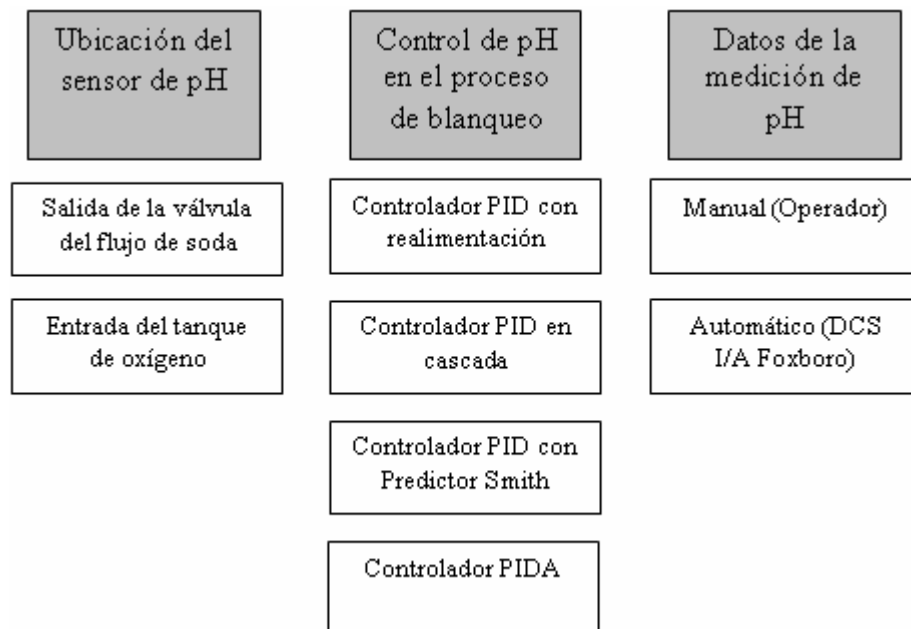 Ubicación del
sensor de pH
Control de pH
en el proceso
de blanqueo
Datos de la
medición de
pH
Salida de la válvula
del flujo de soda
Controlador PID con
realimentación
Manual (Operador)
Entrada del tanque
de oxígeno
Controlador PID en
cascada
Automático (DCS
I/A Foxboro)
Controlador PID con
Predictor Smith
Controlador PIDA